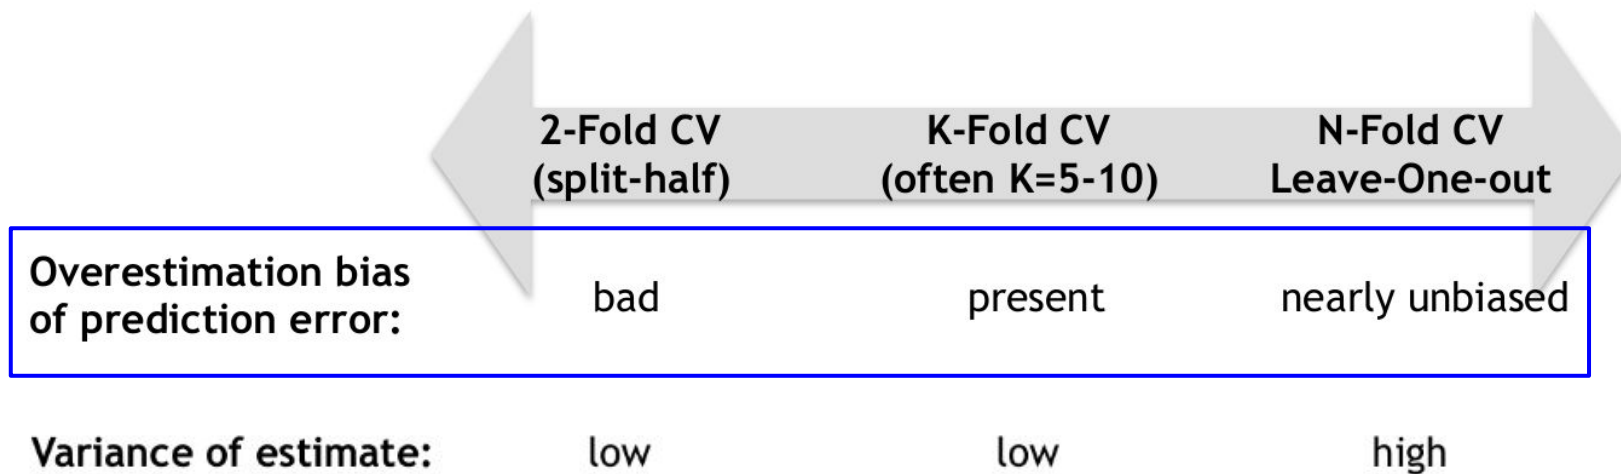 2-Fold CV K-Fold CV N-Fold CV
(split-half) (often K=5-10) Leave-One-out
Overestimation bias
of prediction error: bad present nearly unbiased
Variance of estimate: low low high